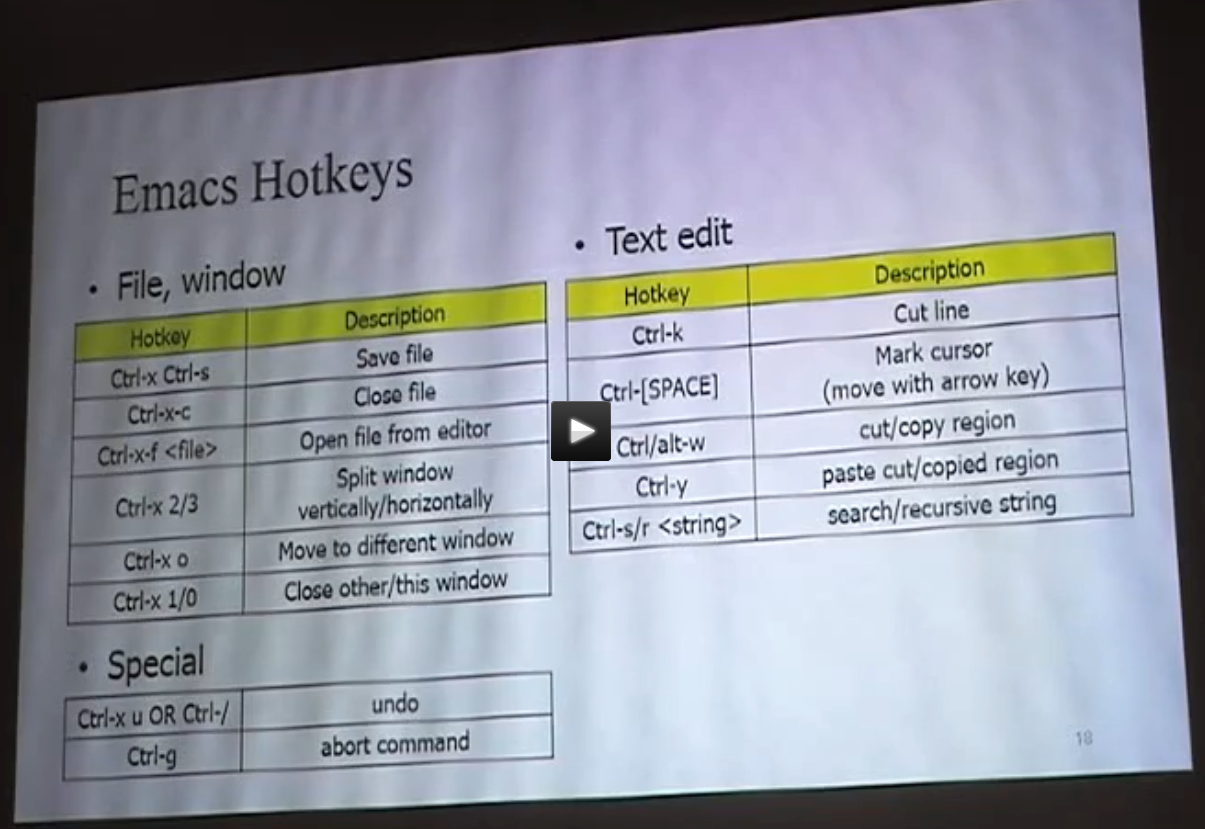 Emacs Hotkeys
• File, window
Hotkey Description
Ctrl-x Ctrl-s Save file
Ctrl-x-c Close file
Ctrl-x-f <file> Open file from editor
Ctrl-x 2/3 Split window
vertically/horizontally
Ctrl-x o Move to different window
Ctrl-x 1/0 Close other/this window
• Special
Ctrl-x u OR Ctrl-/ undo
Ctrl-g abort command
• Text edit
Hotkey Description
Ctrl-k Cut line
Ctrl-[SPACE] Mark cursor
(move with arrow key)
Ctrl/alt-w cut/copy region
Ctrl-y paste cut/copied region
Ctrl-s/r <string> search/recursive string
18